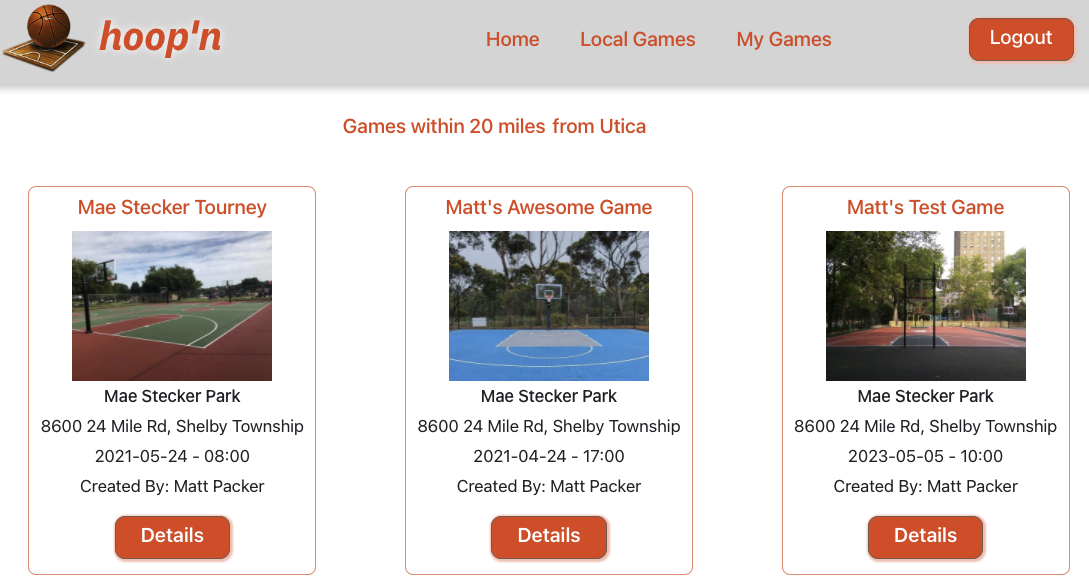 hoop'n
Home Local Games My Games Logout
Games within 20 miles from Utica
Mae Stecker Tourney
Mae Stecker Park
8600 24 Mile Rd, Shelby Township
2021-05-24 - 08:00
Created By: Matt Packer
Details
Matt's Awesome Game
Mae Stecker Park
8600 24 Mile Rd, Shelby Township
2021-04-24 - 17:00
Created By: Matt Packer
Details
Matt's Test Game
Mae Stecker Park
8600 24 Mile Rd, Shelby Township
2023-05-05 - 10:00
Created By: Matt Packer
Details